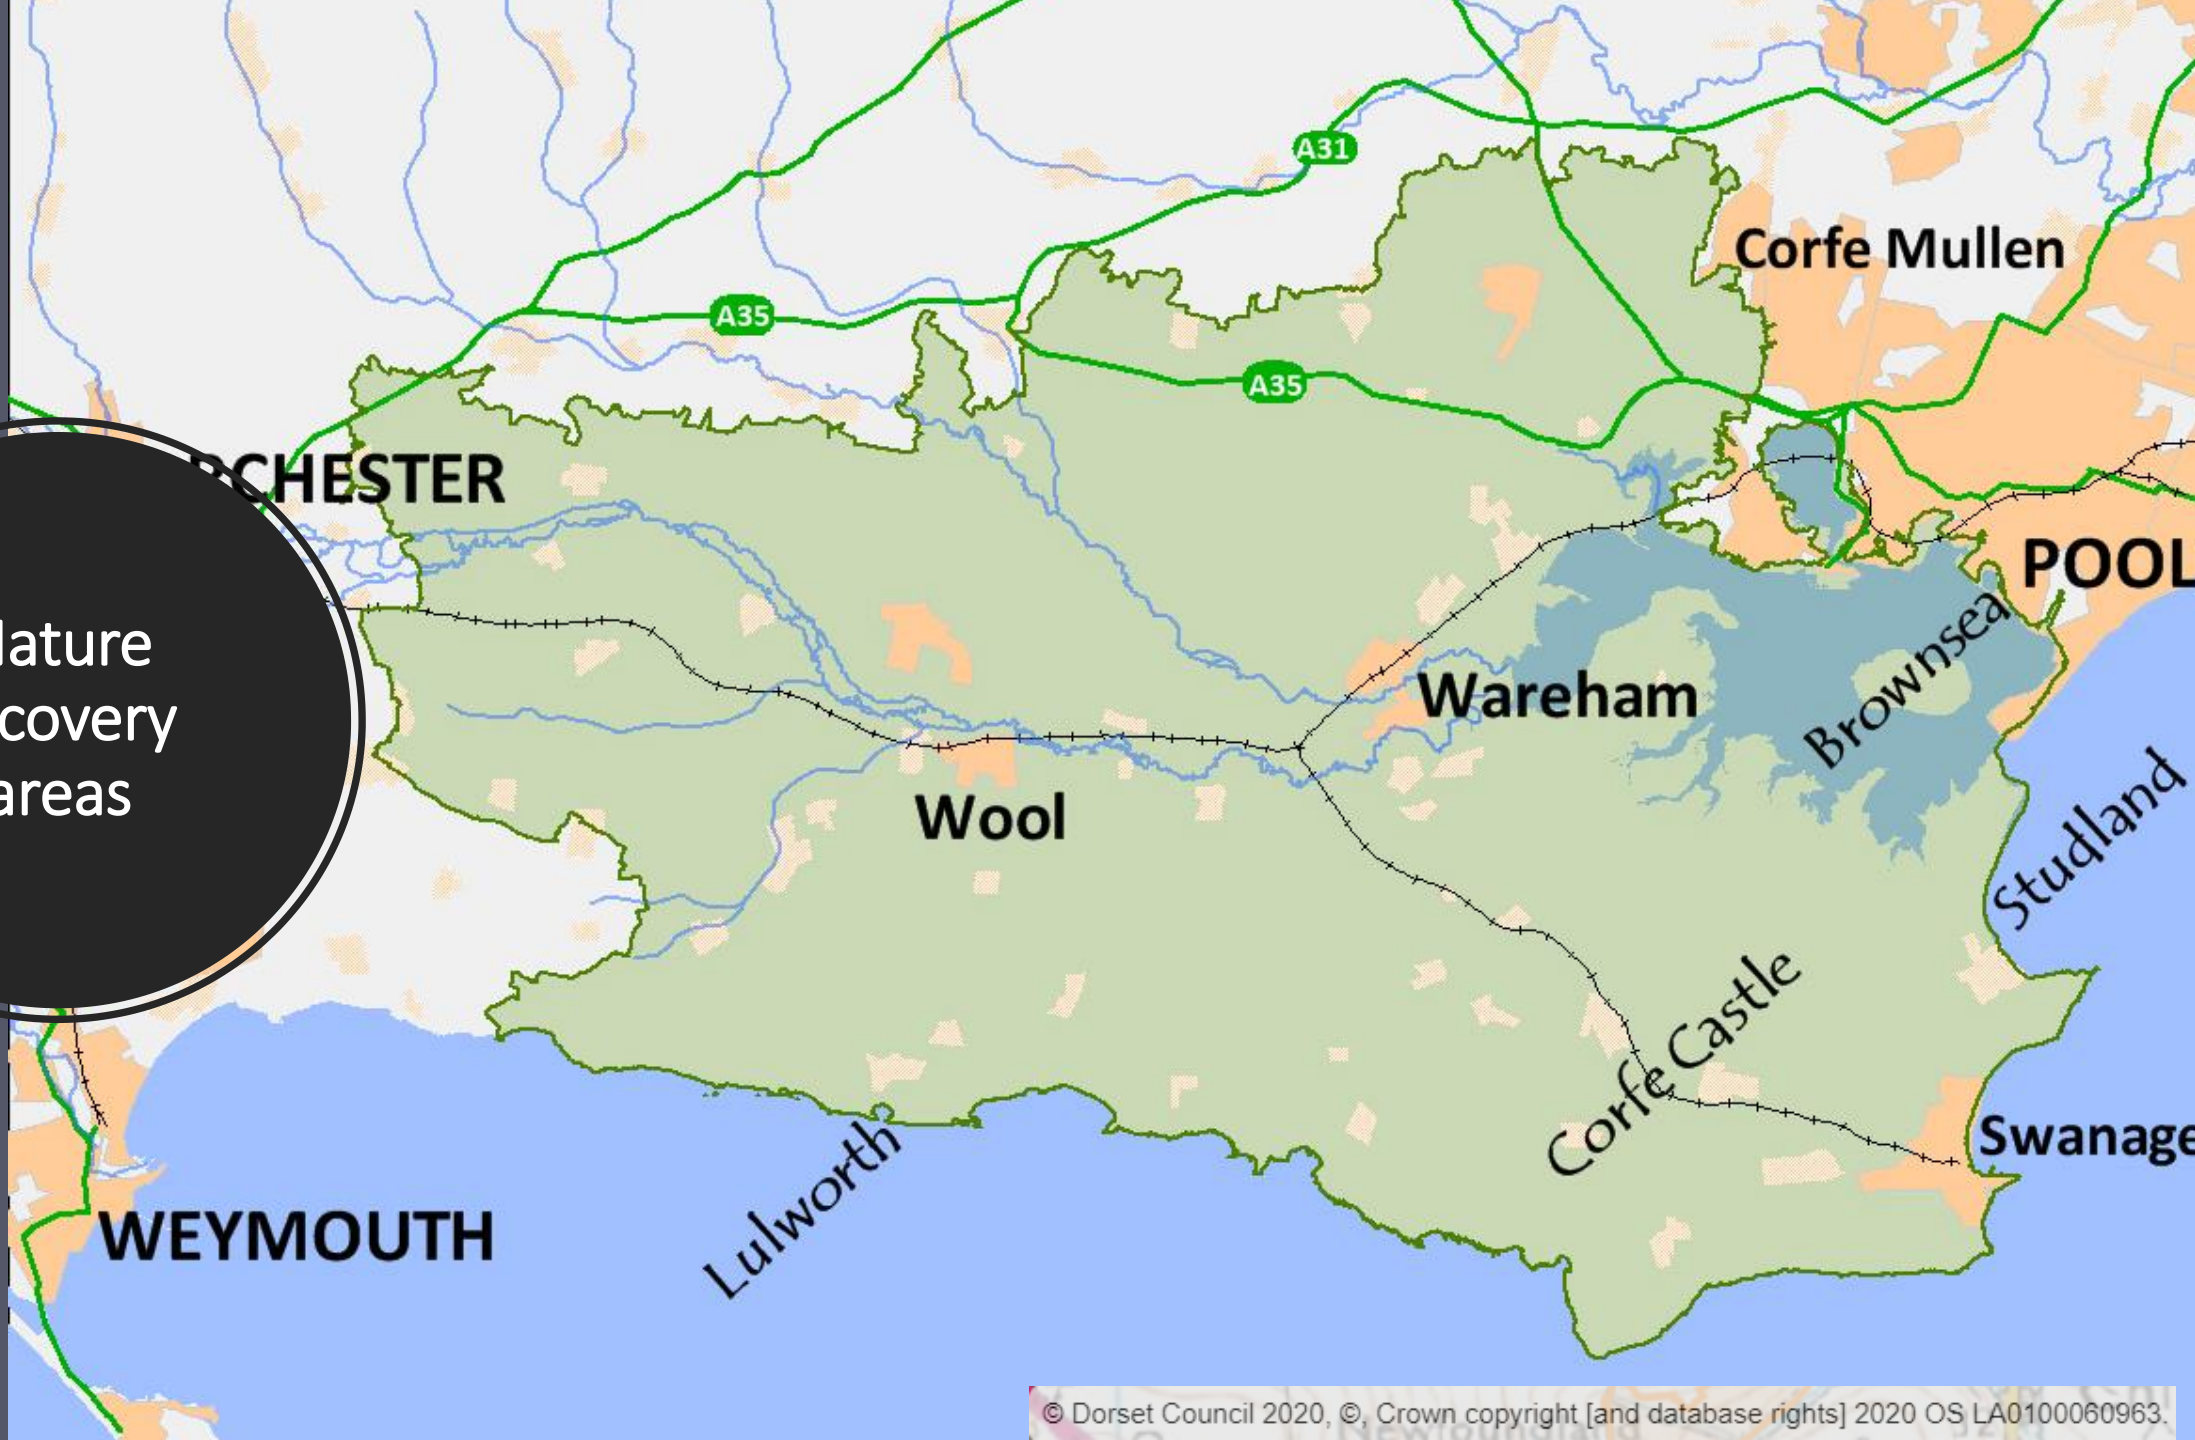 A31
Corfe Mullen
A35
A35
RCHESTER
POOL
lature
covery
areas
Wareham
Brownsea
Wool
Studland
Corfe Castle
Swanage
Lulworth
WEYMOUTH
© Dorset Council 2020, ©, Crown copyright [and database rights] 2020 OS LA0100060963.